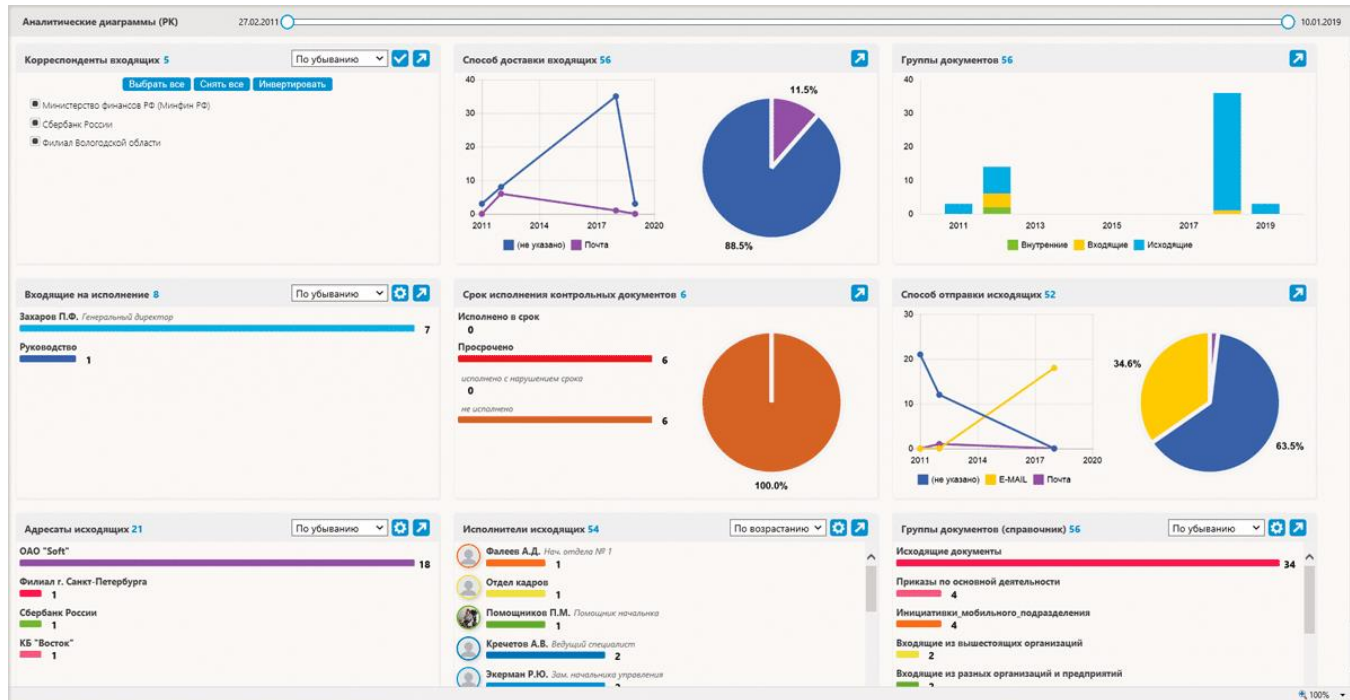 Аналитические диаграммы (РК)
27.02.2011
10.01.2019
Корреспонденты входящих 5
По убыванию
Выбрать все
Снять все
Инвертировать
Министерство финансов РФ (Минфин РФ)
Сбербанк России
Филиал Вологодской области
Способ доставки входящих 56
40
30
20
10
0
2011 2014 2017 2020
(не указано) Почта
11.5%
88.5%
Группы документов 56
40
30
20
10
0
2011 2013 2015 2017 2019
Внутренние Входящие Исходящие
Входящие на исполнение 8
По убыванию
Захаров П.Ф. Генеральный директор
7
Руководство
1
Срок исполнения контрольных документов 6
Исполнено в срок
0
Просрочено
6
исполнено с нарушением срока
0
не исполнено
6
100.0%
Способ отправки исходящих 52
30
20
10
0
2011 2014 2017 2020
(не указано) E-MAIL Почта
34.6%
63.5%
Адресаты исходящих 21
По убыванию
ОАО "Soft"
18
Филиал г. Санкт-Петербурга
1
Сбербанк России
1
КБ "Восток"
1
Исполнители исходящих 54
По возрастанию
Фалеев А.Д. Нач. отдела № 1
1
Отдел кадров
1
Помощников П.М. Помощник начальнка
1
Кречетов А.В. Ведущий специалист
2
Экерман Р.Ю. Зам. начальника управления
Группы документов (справочник) 56
По убыванию
Исходящие документы
34
Приказы по основной деятельности
4
Инициативки_мобильного_подразделения
4
Входящие из вышестоящих организаций
2
Входящие из разных организаций и предприятий
100%